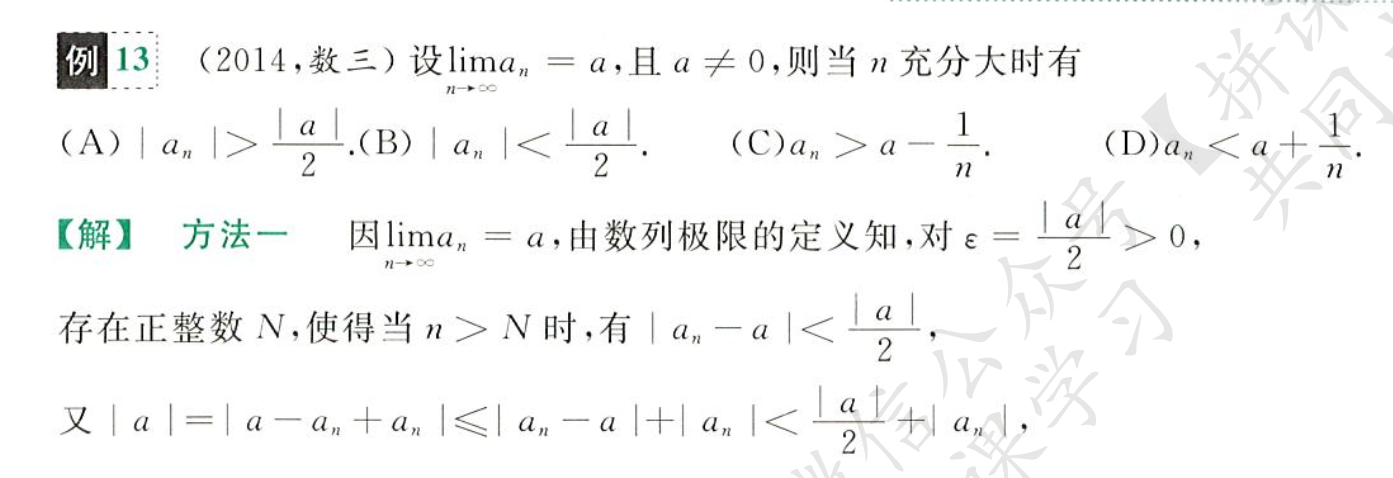 例 13 (2014,数三)设$\lim\limits_{n\to\infty}a_n = a$,且 $a \neq 0$,则当 $n$ 充分大时有
(A) $|a_n| > \frac{|a|}{2}$.(B) $|a_n| < \frac{|a|}{2}$. (C)$a_n > a - \frac{1}{n}$. (D)$a_n < a + \frac{1}{n}$.
【解】 方法一 因$\lim\limits_{n\to\infty}a_n = a$,由数列极限的定义知,对 $\varepsilon = \frac{|a|}{2} > 0$,
存在正整数 $N$,使得当 $n > N$ 时,有 $|a_n - a| < \frac{|a|}{2}$,
又 $|a| = |a - a_n + a_n| \leqslant |a_n - a| + |a_n| < \frac{|a|}{2} + |a_n|$,